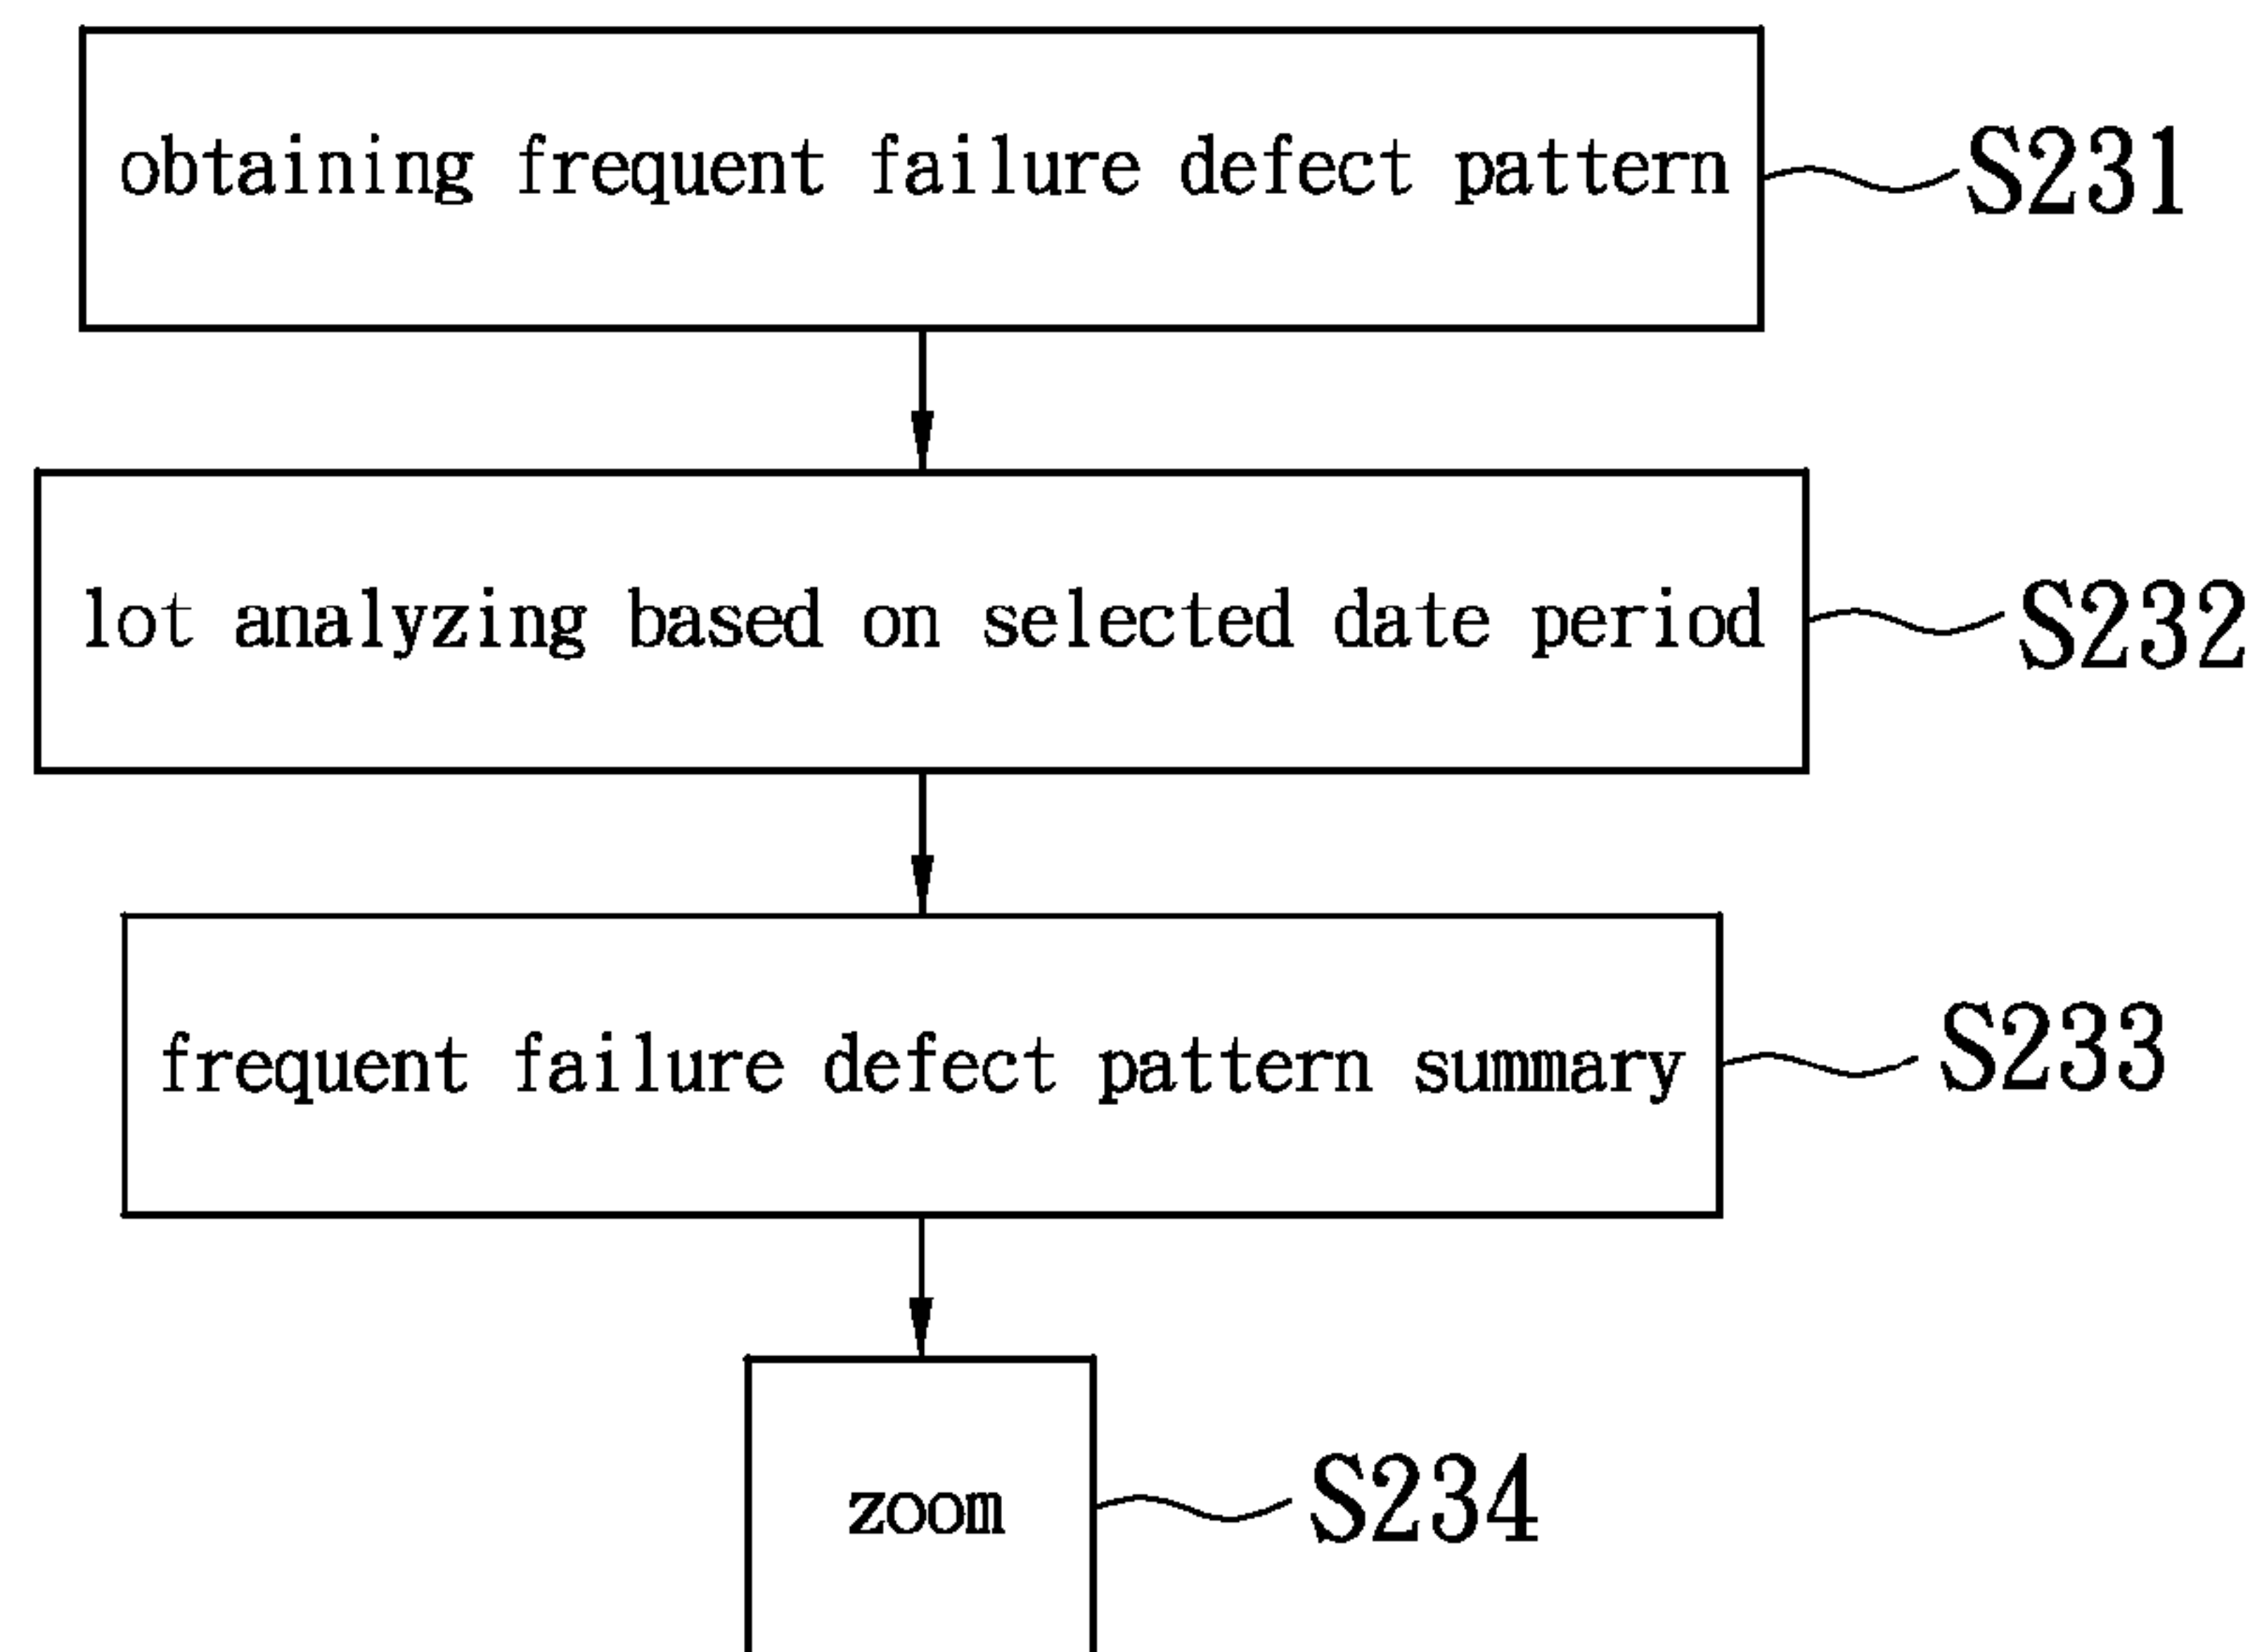 obtaining frequent failure defect pattern S231
lot analyzing based on selected date period S232
frequent failure defect pattern summary S233
zoom S234